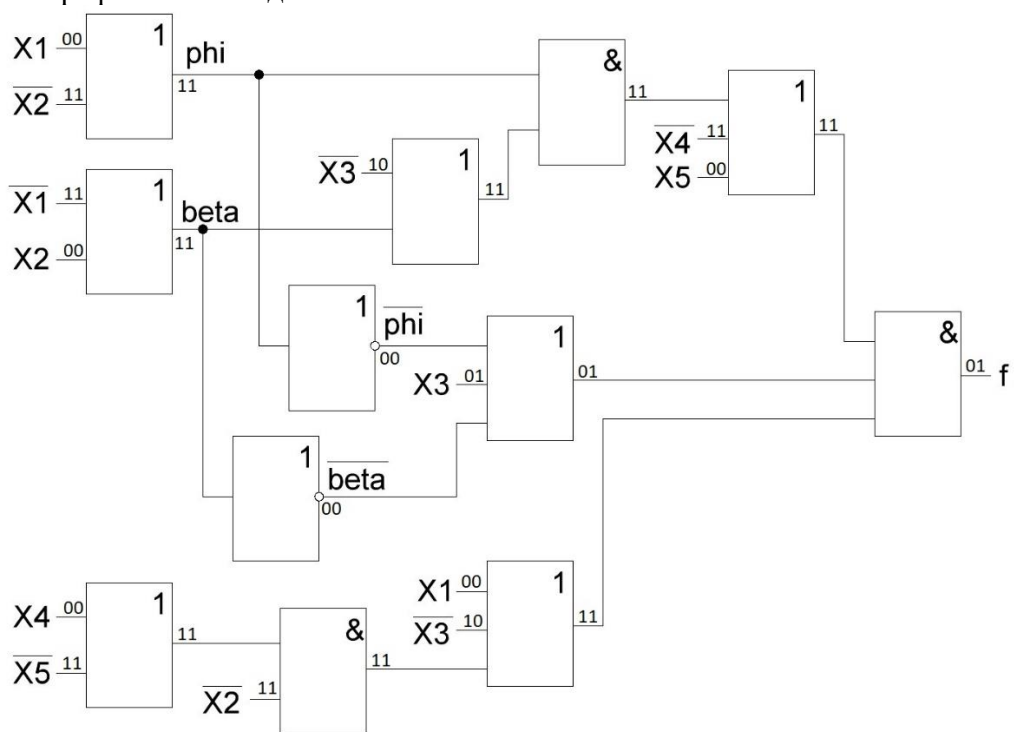 X1 00 1 phi
X2 11 11
X1 11 1 beta
X2 00 11
X3 10 1 11
& 11
X4 11 1 11
X5 00
1 phi 00
X3 01 1 01
1 beta 00
& 01 f
X4 00 1 11
X5 11
X2 11 & 11
X1 00 1 11
X3 10